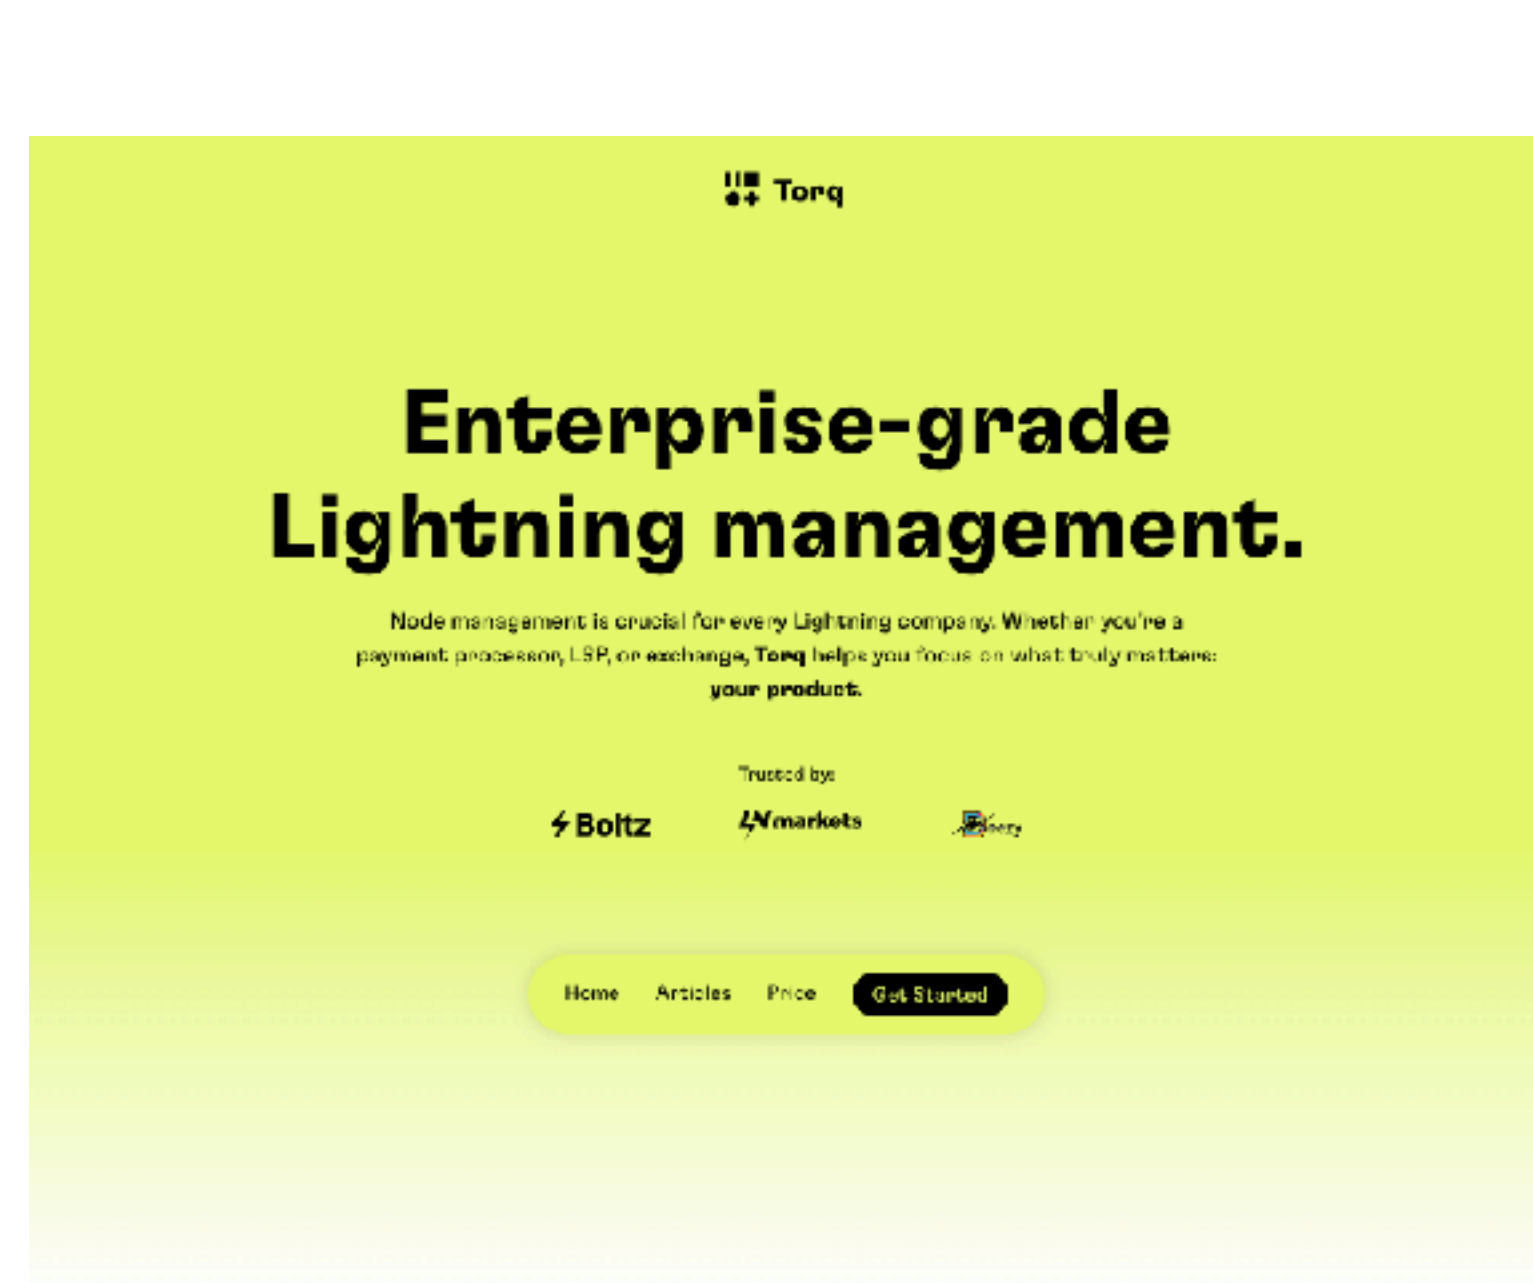 Torq
Enterprise-grade
Lightning management.
Node management is crucial for every Lightning company. Whether you're a
payment processor, LSP, or exchange, Torq helps you focus on what truly matters:
your product.
Trusted by:
Boltz
LN markets
Home Articles Price Get Started